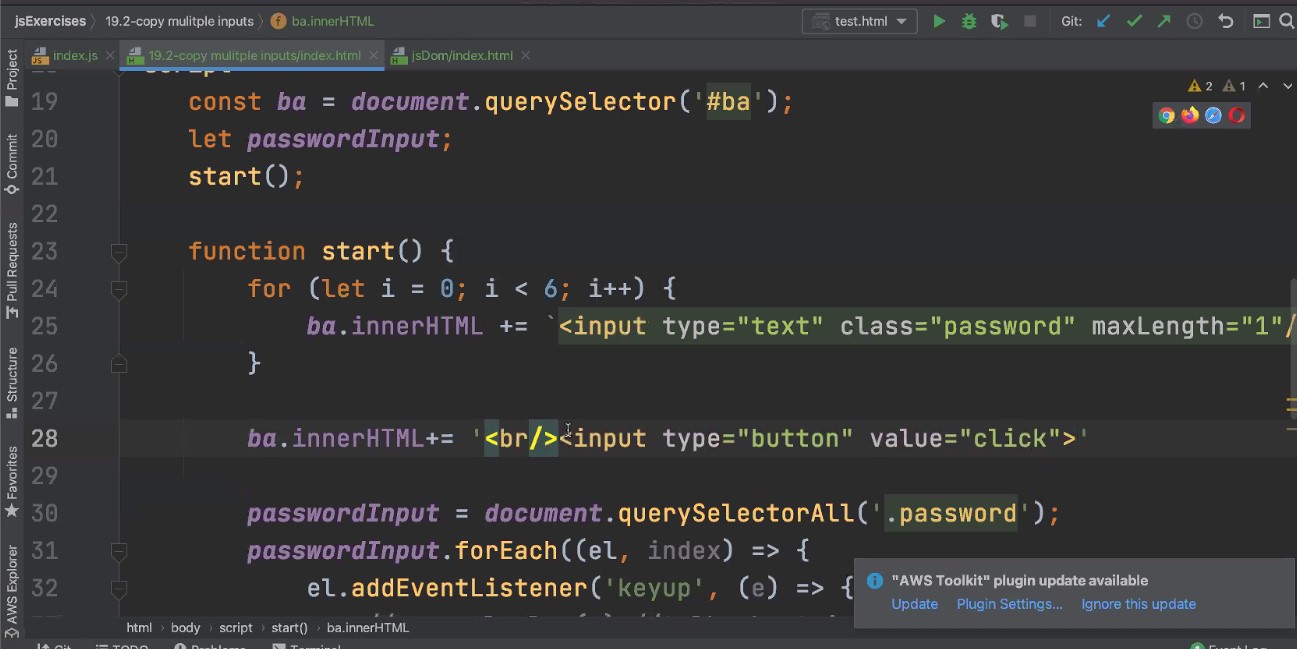 jsExercises 19.2-copy mulitple inputs f ba.innerHTML test.html Git:
index.js 19.2-copy mulitple inputs/index.html jsDom/index.html
Project
Commit
Pull Requests
Structure
Favorites
AWS Explorer
2 1
19 const ba = document.querySelector('#ba');
20 let passwordInput;
21 start();
22
23 function start() {
24 for (let i = 0; i < 6; i++) {
25 ba.innerHTML += `<input type="text" class="password" maxLength="1"/
26 }
27
28 ba.innerHTML+= '<br/><input type="button" value="click">'
29
30 passwordInput = document.querySelectorAll('.password');
31 passwordInput.forEach((el, index) => {
32 el.addEventListener('keyup', (e) => {
"AWS Toolkit" plugin update available
Update Plugin Settings... Ignore this update
html body script start() ba.innerHTML
Git TODO Problems Terminal Event Log